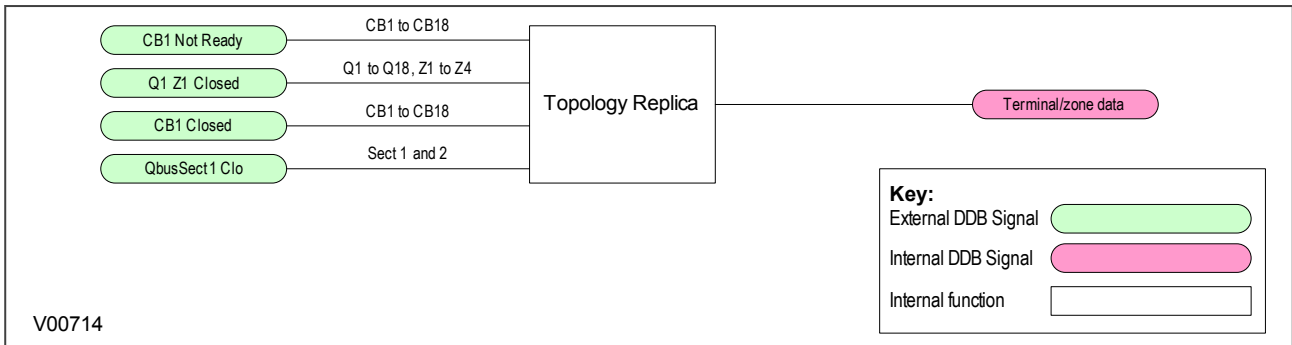 CB1 Not Ready
CB1 to CB18
Q1 Z1 Closed
Q1 to Q18, Z1 to Z4
CB1 Closed
CB1 to CB18
QbusSect1 Clo
Sect 1 and 2
Topology Replica
Terminal/zone data
Key:
External DDB Signal
Internal DDB Signal
Internal function
V00714